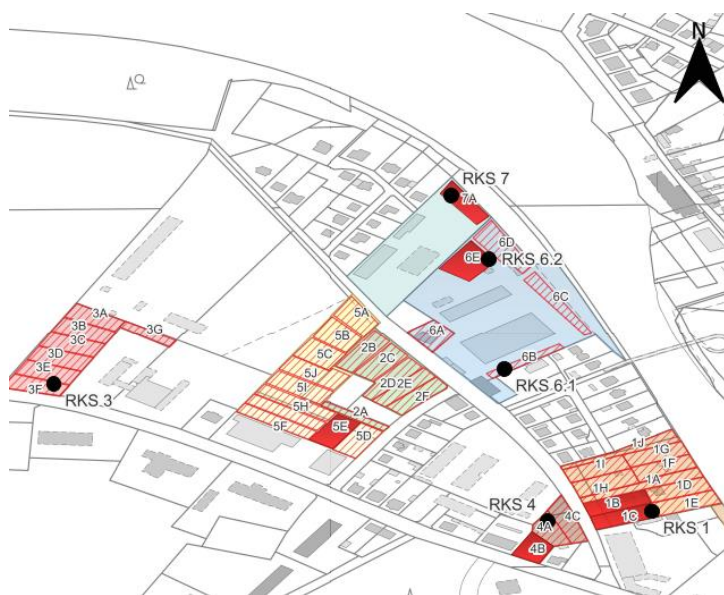 N
RKS 7
7A
6D
6E
RKS 6.2
6C
3A
3B
3C
3G
3D
3E
3F
RKS 3
5A
5B
2B
6A
5C
2C
6B
5J
RKS 6.1
5I
2D
2E
5H
2F
2A
5F
5E
5D
1J
1G
1I
1F
1A
1H
1D
1B
1E
1C
RKS 1
RKS 4
4A
4C
4B